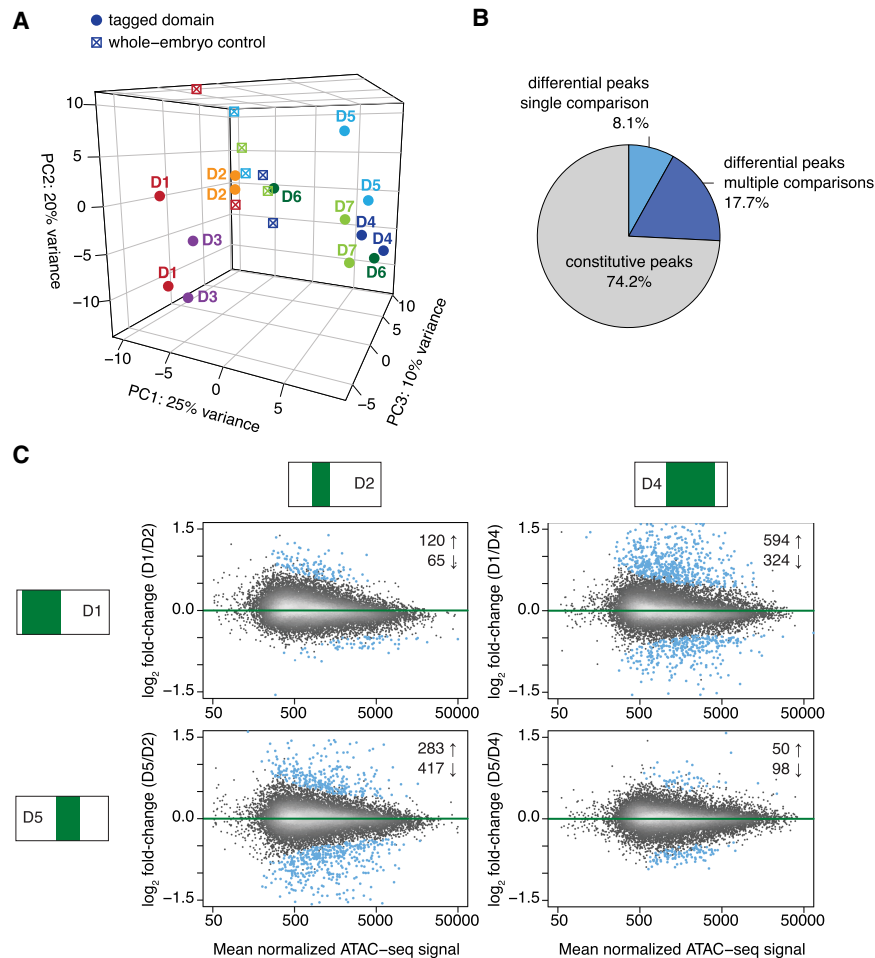 A
tagged domain
whole−embryo control
10
5
0
−5
−10
PC2: 20% variance
−10
−5
0
5
PC1: 25% variance
10
5
0
−5
PC3: 10% variance
D5
D1
D2
D2
D6
D5
D7
D4
D3
D4
D7
D6
D1
D3
B
differential peaks
single comparison
8.1%
differential peaks
multiple comparisons
17.7%
constitutive peaks
74.2%
C
D2
D4
D1
D5
log2 fold-change (D1/D2)
1.5
0.0
−1.5
120 ↑
65 ↓
50
500
5000
50000
log2 fold-change (D1/D4)
1.5
0.0
−1.5
594 ↑
324 ↓
50
500
5000
50000
log2 fold-change (D5/D2)
1.5
0.0
−1.5
283 ↑
417 ↓
50
500
5000
50000
Mean normalized ATAC−seq signal
log2 fold-change (D5/D4)
1.5
0.0
−1.5
50 ↑
98 ↓
50
500
5000
50000
Mean normalized ATAC−seq signal